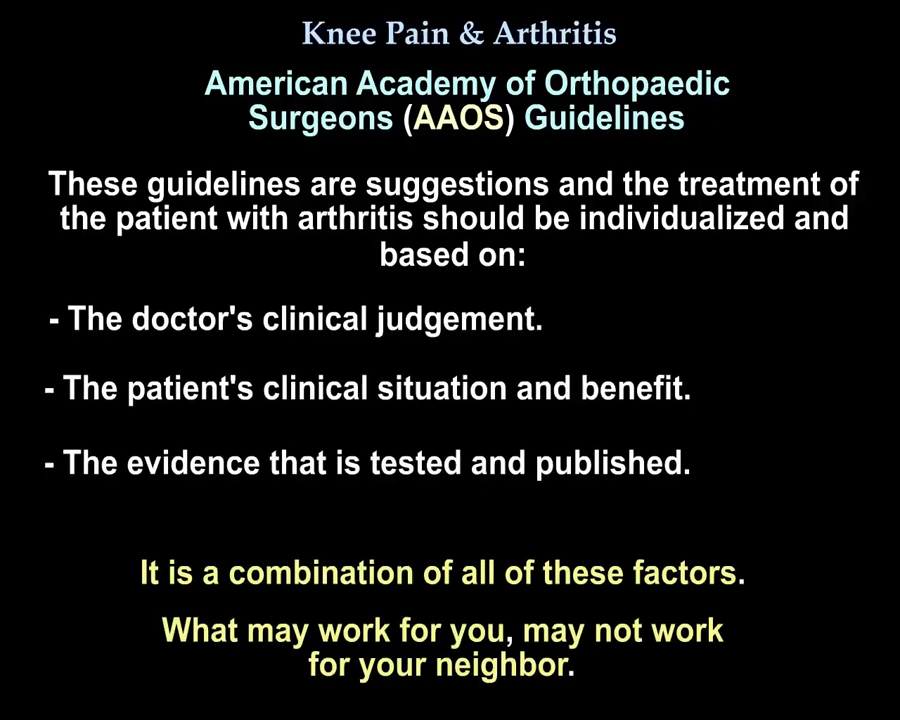 Knee Pain & Arthritis
American Academy of Orthopaedic
Surgeons (AAOS) Guidelines
These guidelines are suggestions and the treatment of
the patient with arthritis should be individualized and
based on:
- The doctor's clinical judgement.
- The patient's clinical situation and benefit.
- The evidence that is tested and published.
It is a combination of all of these factors.
What may work for you, may not work
for your neighbor.